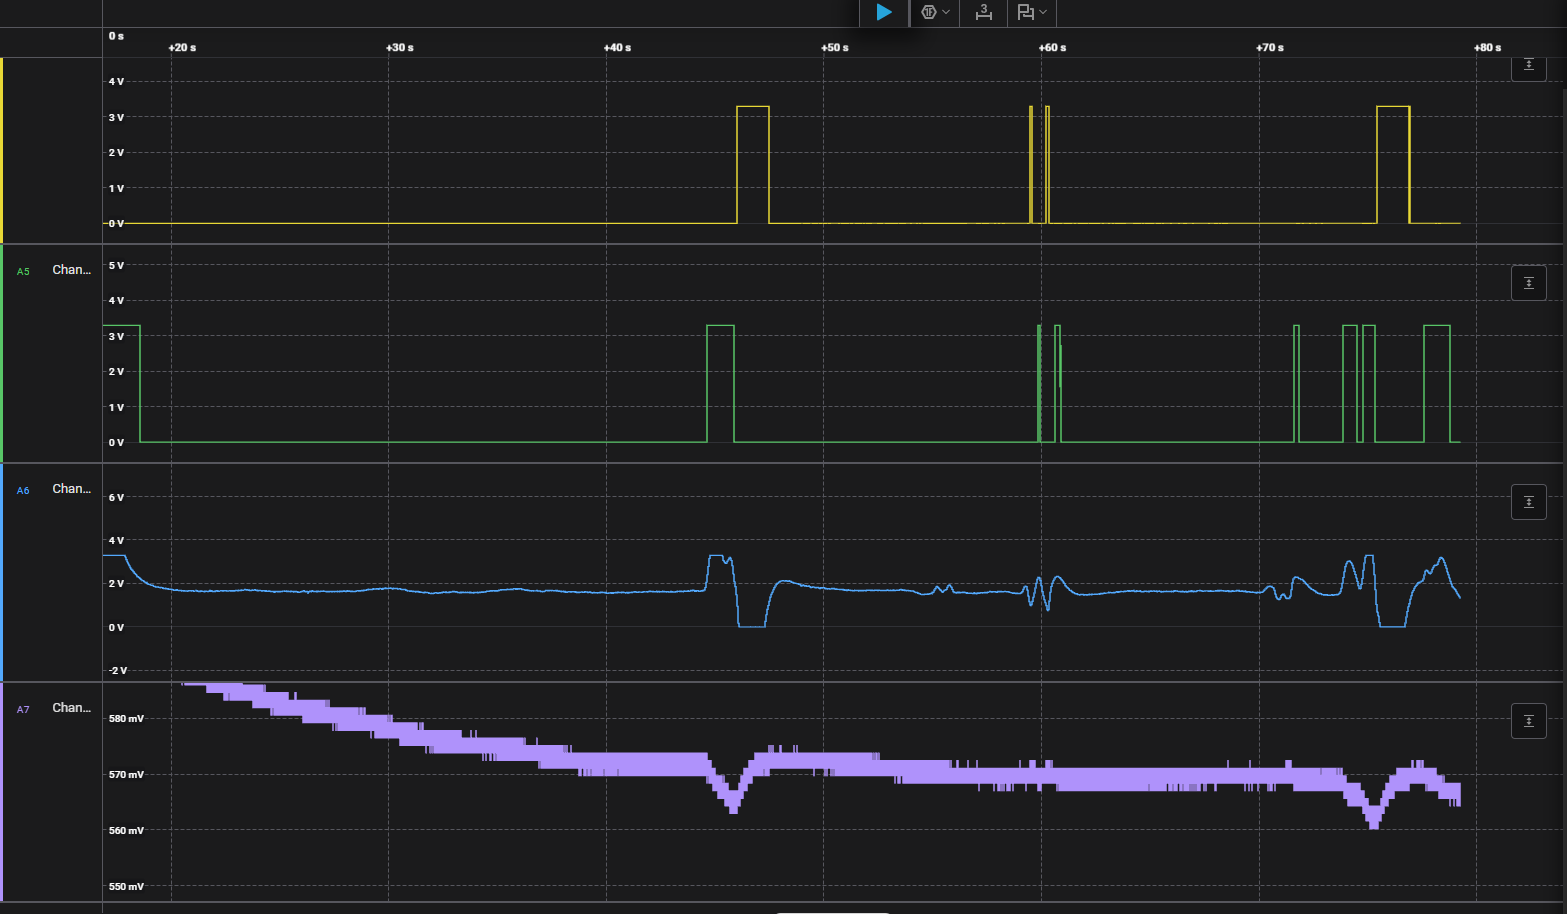 3
0 s
+20 s +30 s +40 s +50 s +60 s +70 s +80 s
4 V
3 V
2 V
1 V
0 V
A5 Chan...
5 V
4 V
3 V
2 V
1 V
0 V
A6 Chan...
6 V
4 V
2 V
0 V
-2 V
A7 Chan...
580 mV
570 mV
560 mV
550 mV